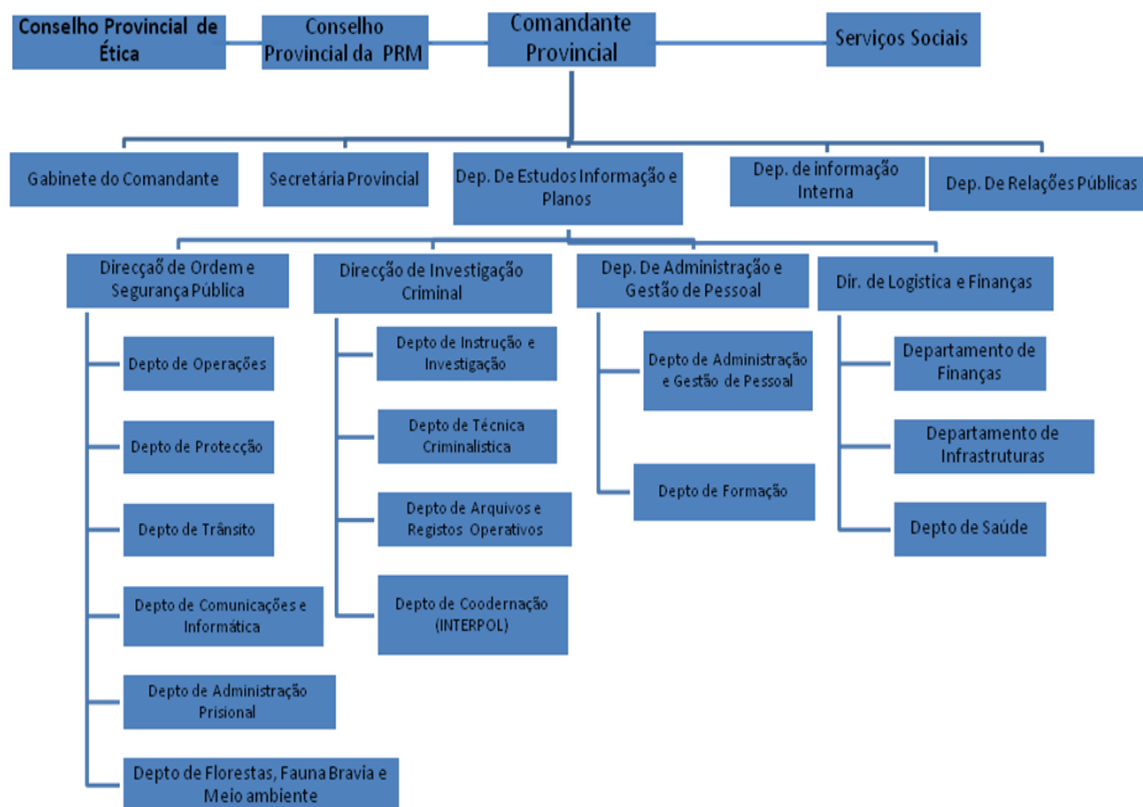 Conselho Provincial de
Ética
Conselho
Provincial da PRM
Comandante
Provincial
Serviços Sociais
Gabinete do Comandante
Secretária Provincial
Dep. De Estudos Informação e
Planos
Dep. de informação
Interna
Dep. De Relações Públicas
Direcçaõ de Ordem e
Segurança Pública
Direcção de Investigação
Criminal
Dep. De Administração e
Gestão de Pessoal
Dir. de Logistica e Finanças
Depto de Operações
Depto de Protecção
Depto de Trânsito
Depto de Comunicações e
Informática
Depto de Administração
Prisional
Depto de Florestas, Fauna Bravia e
Meio ambiente
Depto de Instrução e
Investigação
Depto de Técnica
Criminalistica
Depto de Arquivos e
Registos Operativos
Depto de Coodernação
(INTERPOL)
Depto de Administração
e Gestão de Pessoal
Depto de Formação
Departamento de
Finanças
Departamento de
Infrastruturas
Depto de Saúde